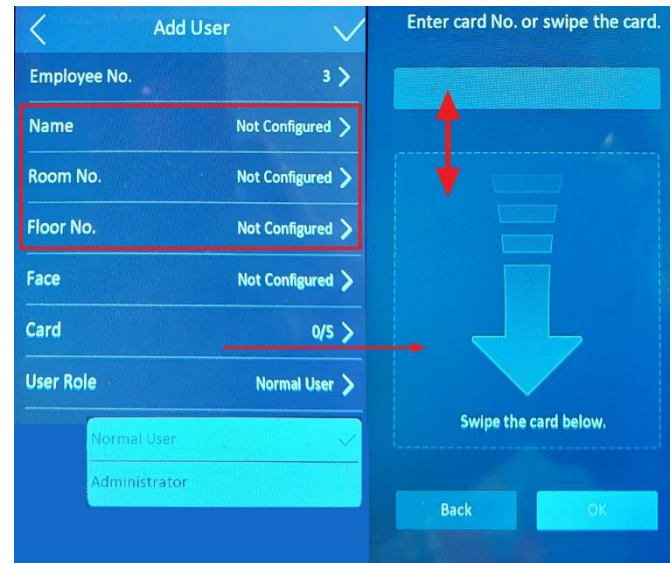 Add User
Employee No. 3
Name Not Configured
Room No. Not Configured
Floor No. Not Configured
Face Not Configured
Card 0/5
User Role Normal User
Normal User
Administrator
Enter card No. or swipe the card.
Swipe the card below.
Back OK